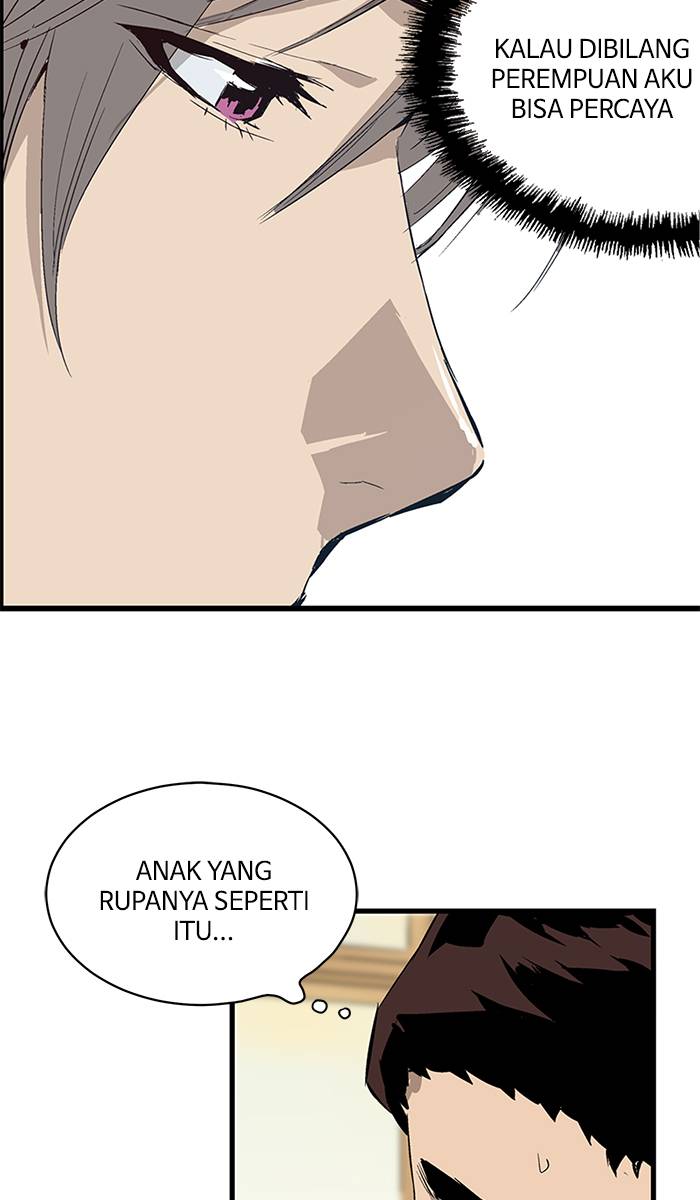 KALAU DIBILANG
PEREMPUAN AKU
BISA PERCAYA
ANAK YANG
RUPANYA SEPERTI
ITU...